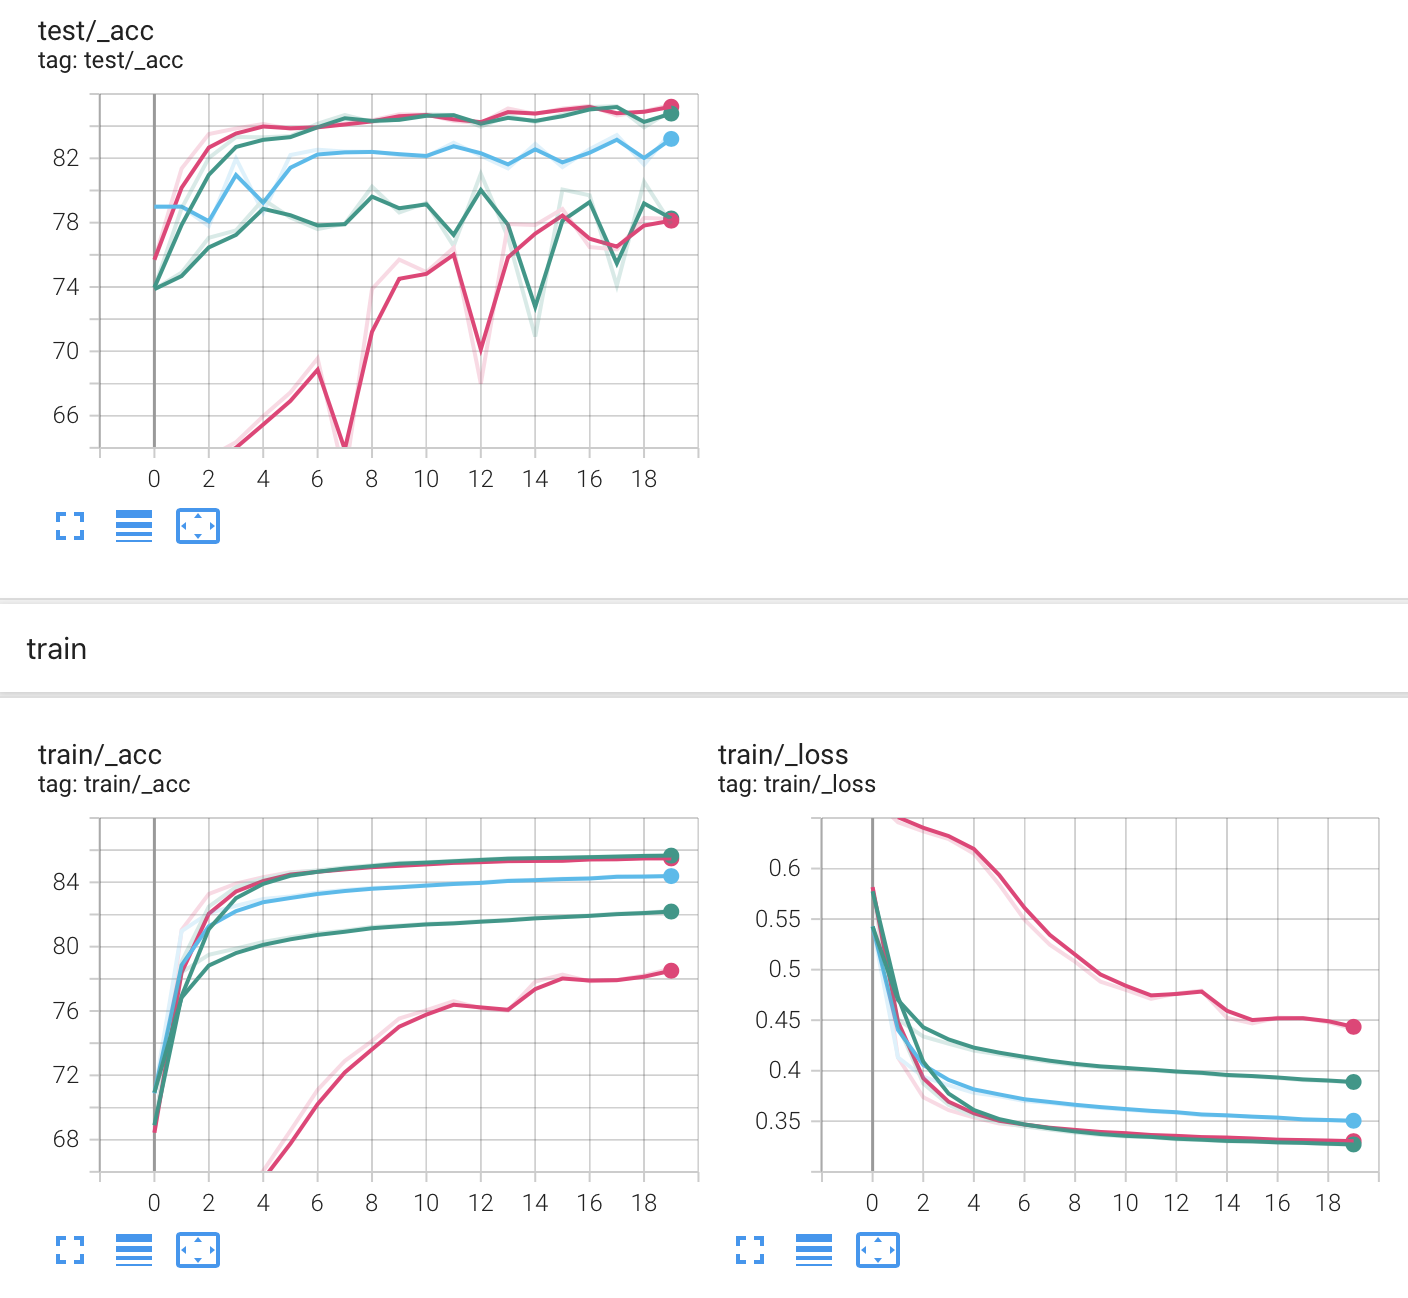 test/_acc
tag: test/_acc
82
78
74
70
66
0 2 4 6 8 10 12 14 16 18
train
train/_acc
tag: train/_acc
84
80
76
72
68
0 2 4 6 8 10 12 14 16 18
train/_loss
tag: train/_loss
0.6
0.55
0.5
0.45
0.4
0.35
0 2 4 6 8 10 12 14 16 18